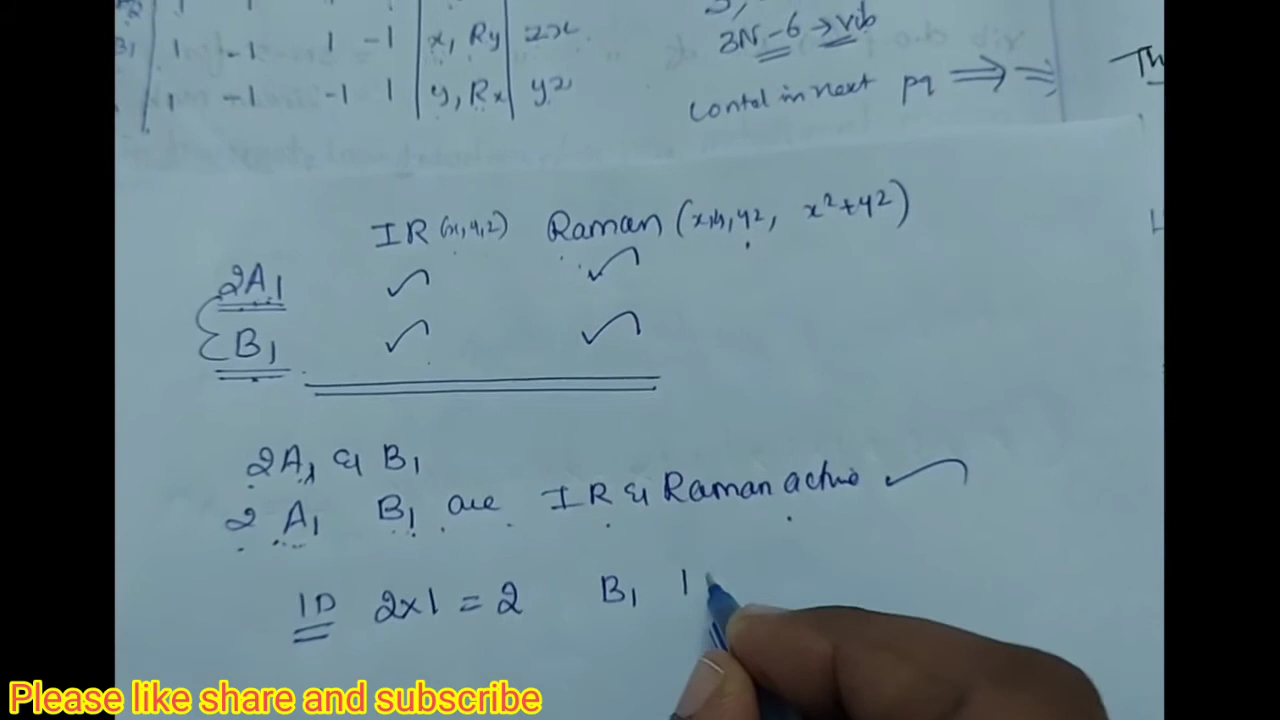 B1 1 -1 1 -1 x, Ry zx
1 -1 -1 1 y, Rx yz
3N-6 → vib
contd in next pg ⇒ ⇒
Th
IR (x,y,z) Raman (xy, yz, x²+yz)
2A1 ✓ ✓
B1 ✓ ✓
2A1 & B1
2 A1 B1 are IR & Raman active ✓
1D 2x1 = 2 B1 1
Please like share and subscribe